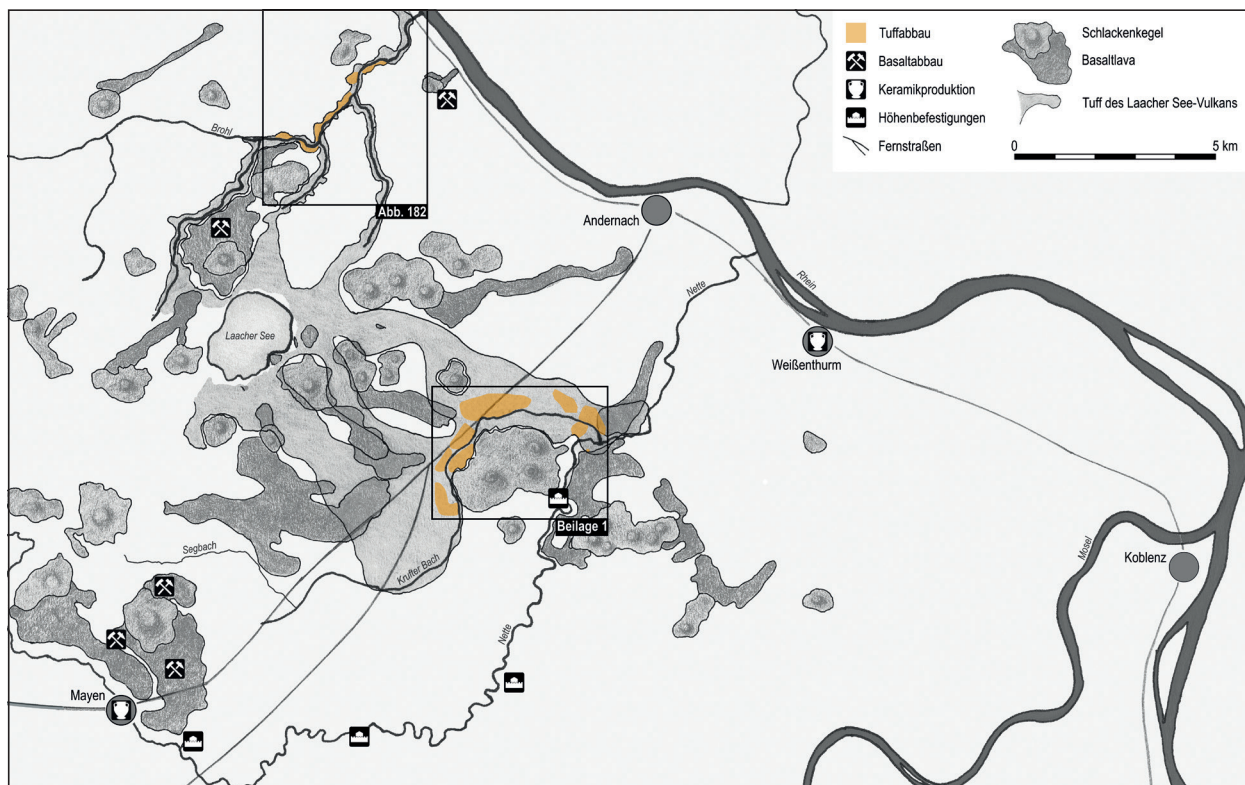 Tuffabbau
Basaltabbau
Keramikproduktion
Höhenbefestigungen
Fernstraßen
Schlackenkegel
Basaltlava
Tuff des Laacher See-Vulkans
0
5 km
Brohl
Abb. 182
Andernach
Rhein
Nette
Laacher See
Weißenthurm
Beilage 1
Segbach
Krufter Bach
Mosel
Koblenz
Nette
Mayen